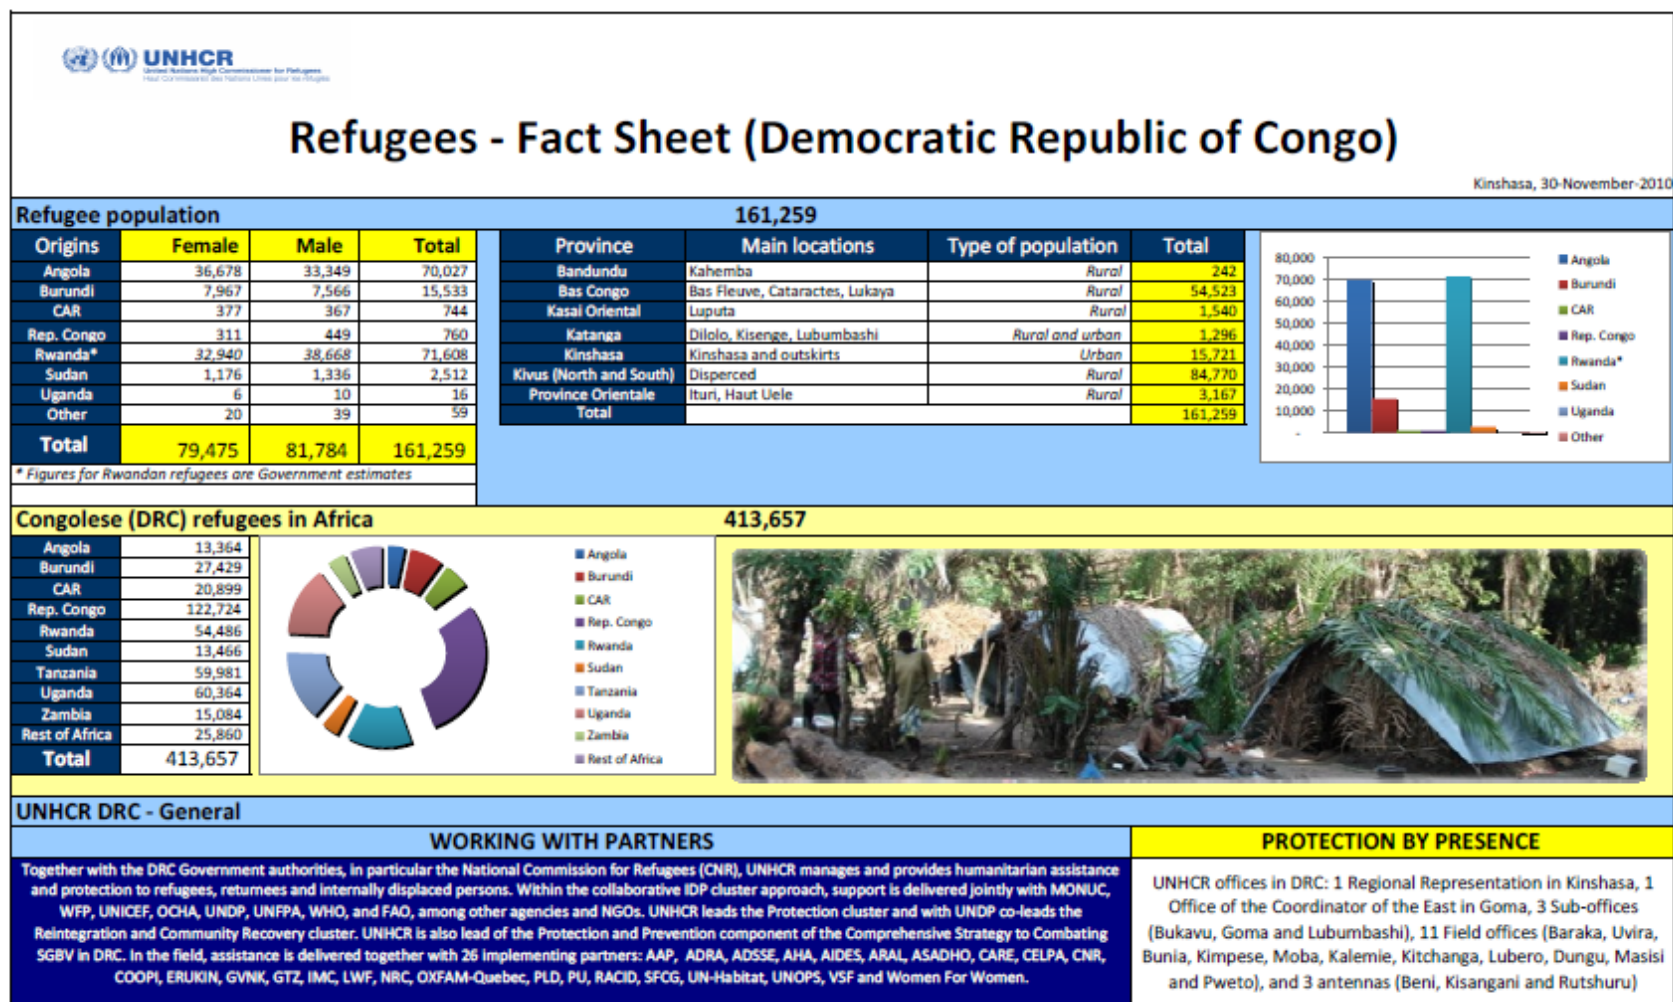 UNHCR
United Nations High Commissioner for Refugees
Haut Commissariat des Nations Unies pour les réfugiés
Refugees - Fact Sheet (Democratic Republic of Congo)
Kinshasa, 30-November-2010
Refugee population 161,259
Origins Female Male Total
Angola 36,678 33,349 70,027
Burundi 7,967 7,566 15,533
CAR 377 367 744
Rep. Congo 311 449 760
Rwanda* 32,940 38,668 71,608
Sudan 1,176 1,336 2,512
Uganda 6 10 16
Other 20 39 59
Total 79,475 81,784 161,259
* Figures for Rwandan refugees are Government estimates
Province Main locations Type of population Total
Bandundu Kahemba Rural 242
Bas Congo Bas Fleuve, Cataractes, Lukaya Rural 54,523
Kasai Oriental Luputa Rural 1,540
Katanga Dilolo, Kisenge, Lubumbashi Rural and urban 1,296
Kinshasa Kinshasa and outskirts Urban 15,721
Kivus (North and South) Disperced Rural 84,770
Province Orientale Ituri, Haut Uele Rural 3,167
Total 161,259
80,000
70,000
60,000
50,000
40,000
30,000
20,000
10,000
-
Angola
Burundi
CAR
Rep. Congo
Rwanda*
Sudan
Uganda
Other
Congolese (DRC) refugees in Africa 413,657
Angola 13,364
Burundi 27,429
CAR 20,899
Rep. Congo 122,724
Rwanda 54,486
Sudan 13,466
Tanzania 59,981
Uganda 60,364
Zambia 15,084
Rest of Africa 25,860
Total 413,657
Angola
Burundi
CAR
Rep. Congo
Rwanda
Sudan
Tanzania
Uganda
Zambia
Rest of Africa
UNHCR DRC - General
WORKING WITH PARTNERS
Together with the DRC Government authorities, in particular the National Commission for Refugees (CNR), UNHCR manages and provides humanitarian assistance
and protection to refugees, returnees and internally displaced persons. Within the collaborative IDP cluster approach, support is delivered jointly with MONUC,
WFP, UNICEF, OCHA, UNDP, UNFPA, WHO, and FAO, among other agencies and NGOs. UNHCR leads the Protection cluster and with UNDP co-leads the
Reintegration and Community Recovery cluster. UNHCR is also lead of the Protection and Prevention component of the Comprehensive Strategy to Combating
SGBV in DRC. In the field, assistance is delivered together with 26 implementing partners: AAP, ADRA, ADSSE, AHA, AIDES, ARAL, ASADHO, CARE, CELPA, CNR,
COOPI, ERUKIN, GVNK, GTZ, IMC, LWF, NRC, OXFAM-Quebec, PLD, PU, RACID, SFCG, UN-Habitat, UNOPS, VSF and Women For Women.
PROTECTION BY PRESENCE
UNHCR offices in DRC: 1 Regional Representation in Kinshasa, 1
Office of the Coordinator of the East in Goma, 3 Sub-offices
(Bukavu, Goma and Lubumbashi), 11 Field offices (Baraka, Uvira,
Bunia, Kimpese, Moba, Kalemie, Kitchanga, Lubero, Dungu, Masisi
and Pweto), and 3 antennas (Beni, Kisangani and Rutshuru)